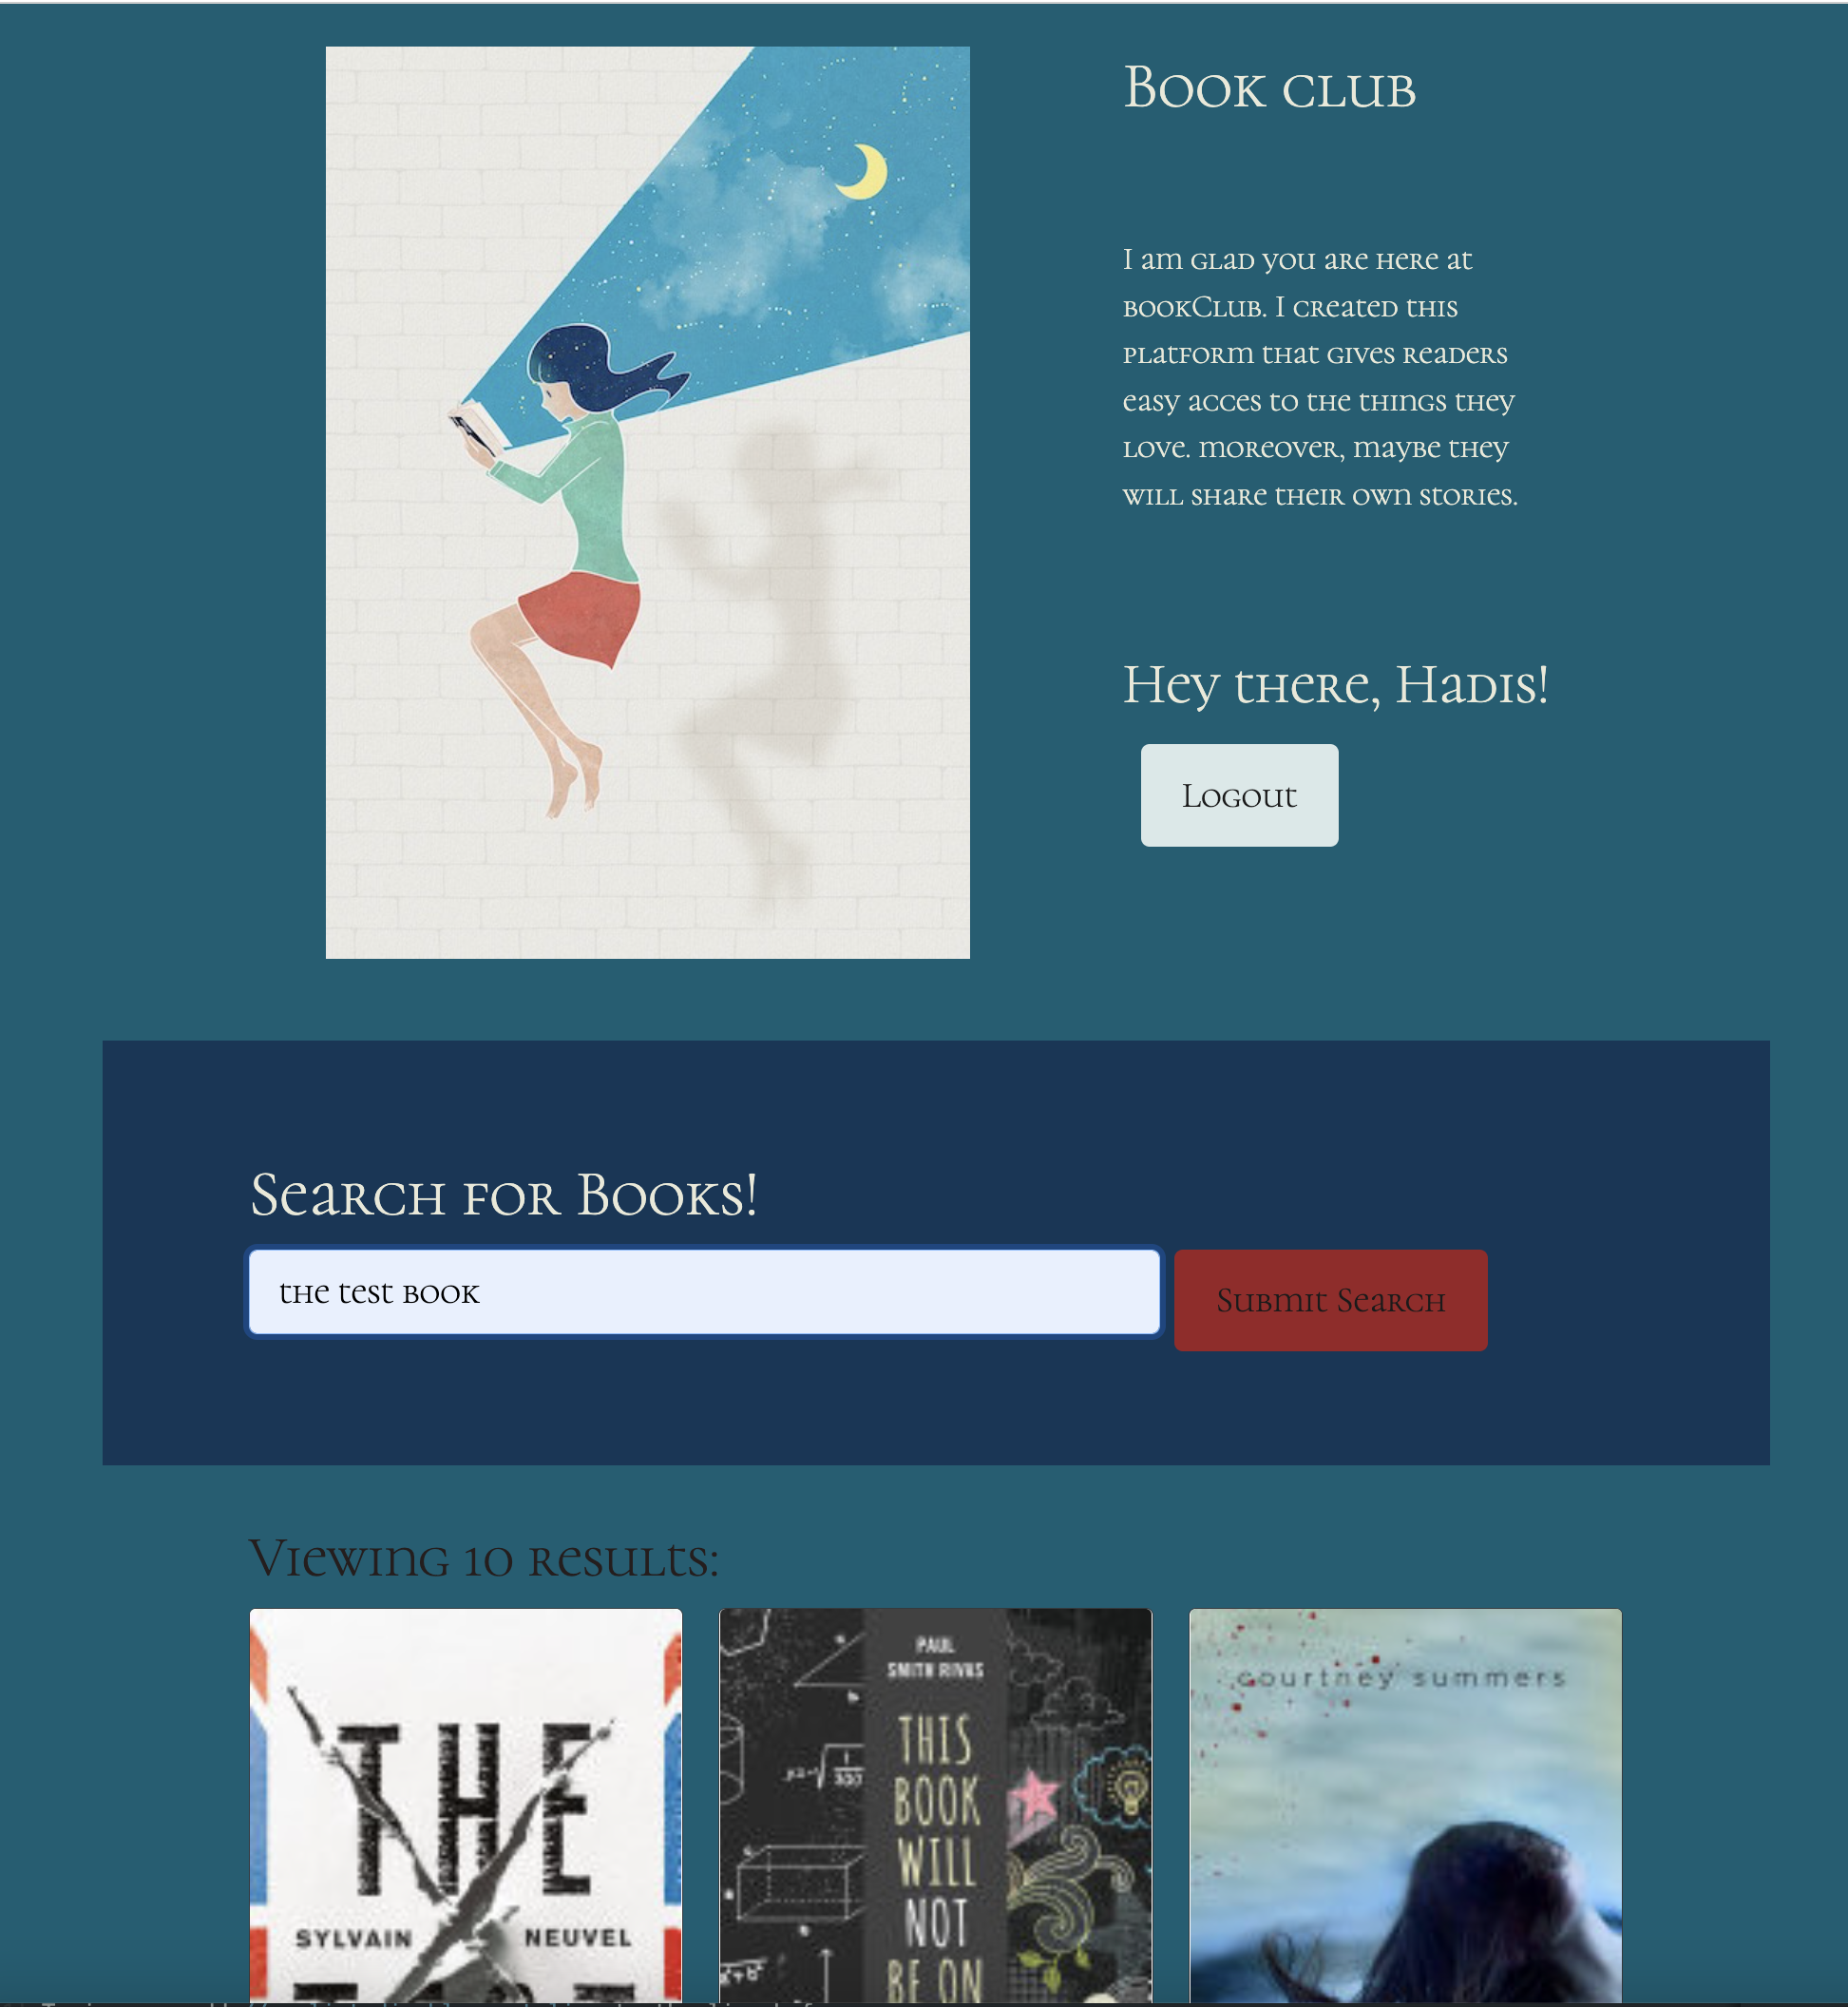 Book club
I am glad you are here at
bookClub. I created this
platform that gives readers
easy acces to the things they
love. moreover, maybe they
will share their own stories.
Hey there, Hadis!
Logout
Search for Books!
the test book
Submit Search
Viewing 10 results:
THE
SYLVAIN NEUVEL
PAUL
SMITH RIVAS
THIS
BOOK
WILL
NOT
BE ON
courtney summers